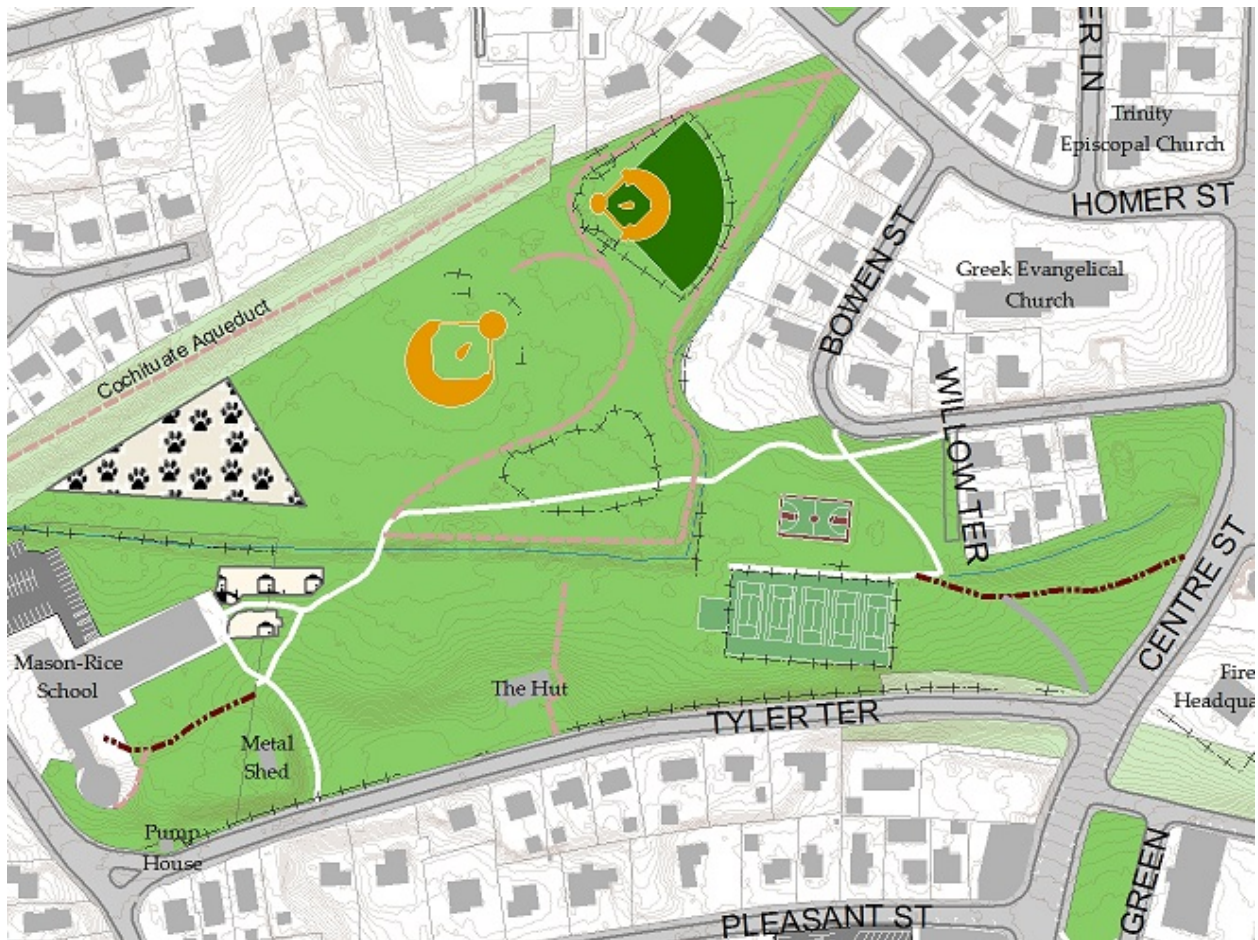 ER LN
Trinity
Episcopal Church
HOMER ST
BOWEN ST
Greek Evangelical
Church
Cochituate Aqueduct
WILLOW TER
CENTRE ST
Mason-Rice
School
The Hut
Fire
Headqua
TYLER TER
Metal
Shed
Pump
House
GREEN
PLEASANT ST